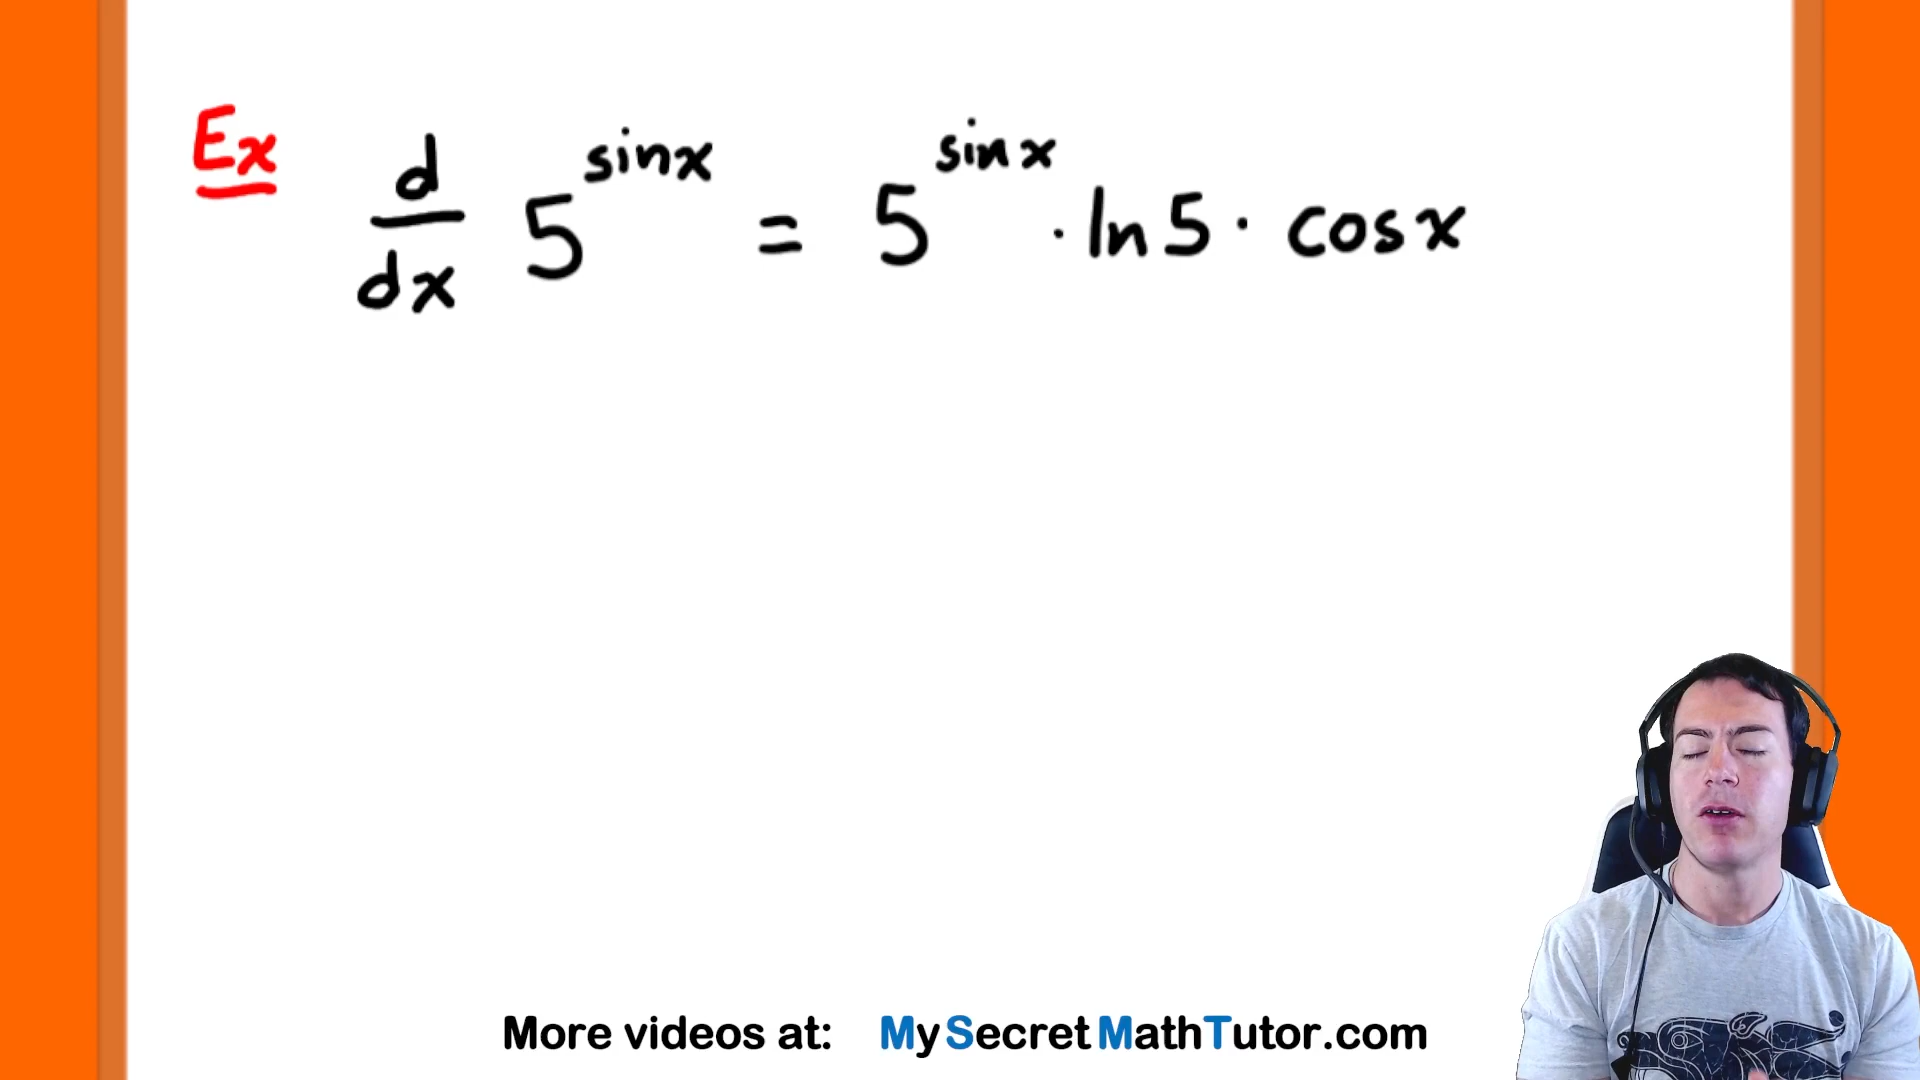 Ex d/dx 5^sinx = 5^sinx · ln5 · cosx
More videos at: MySecretMathTutor.com